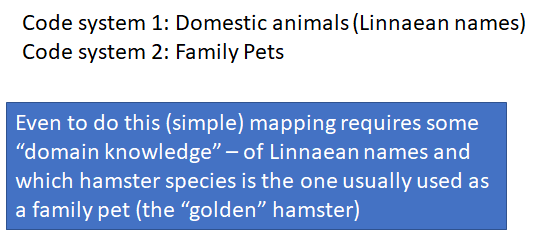 Code system 1: Domestic animals (Linnaean names)
Code system 2: Family Pets
Even to do this (simple) mapping requires some
“domain knowledge” – of Linnaean names and
which hamster species is the one usually used as
a family pet (the “golden” hamster)